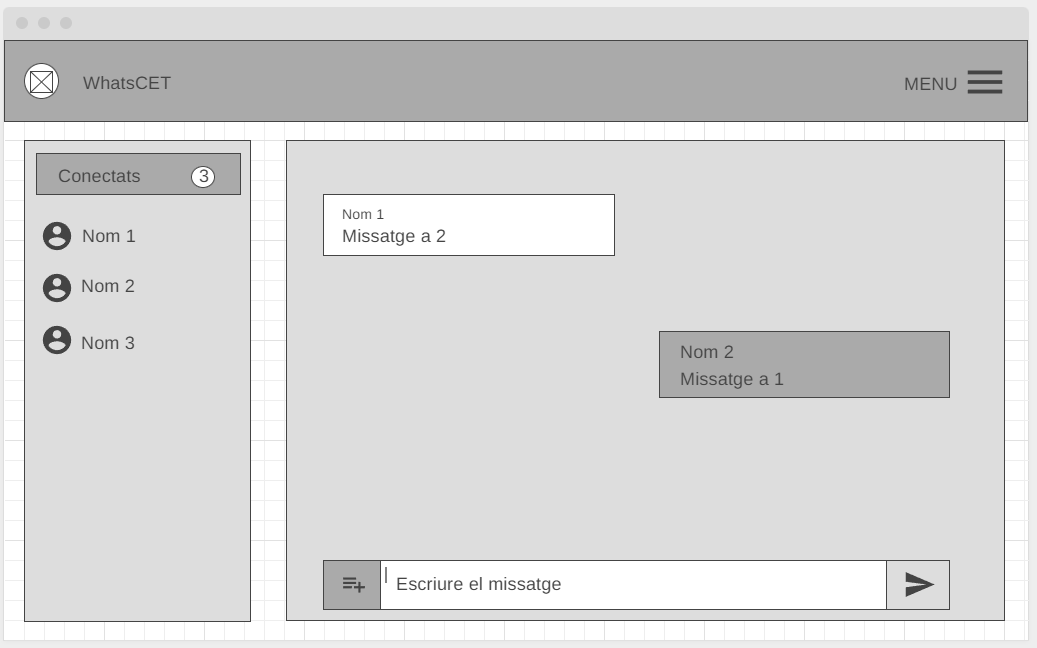 WhatsCET
MENU
Conectats 3
Nom 1
Nom 2
Nom 3
Nom 1
Missatge a 2
Nom 2
Missatge a 1
Escriure el missatge